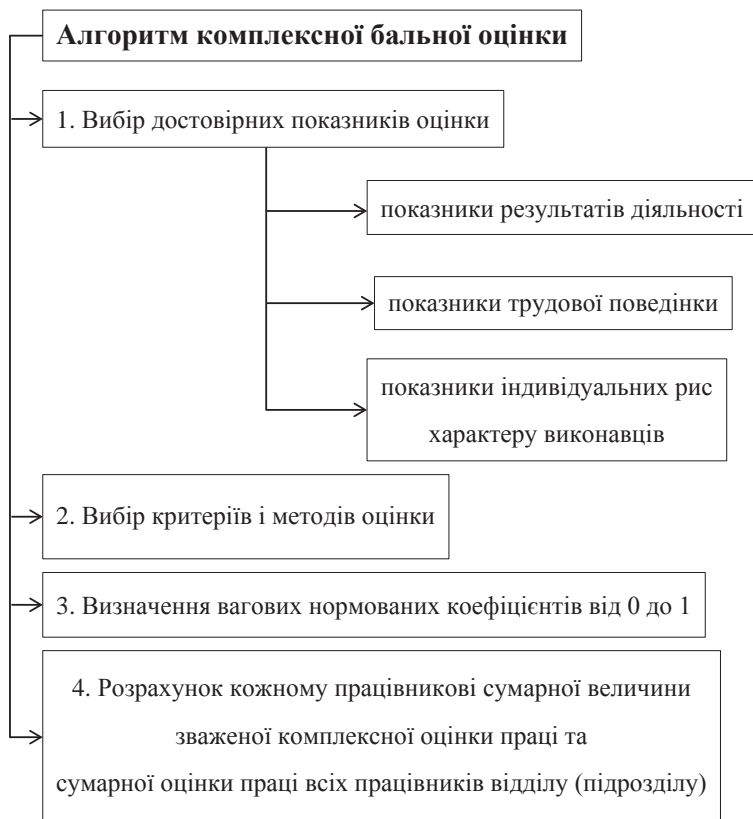 Алгоритм комплексної бальної оцінки
1. Вибір достовірних показників оцінки
показники результатів діяльності
показники трудової поведінки
показники індивідуальних рис
характеру виконавців
2. Вибір критеріїв і методів оцінки
3. Визначення вагових нормованих коефіцієнтів від 0 до 1
4. Розрахунок кожному працівникові сумарної величини
зваженої комплексної оцінки праці та
сумарної оцінки праці всіх працівників відділу (підрозділу)